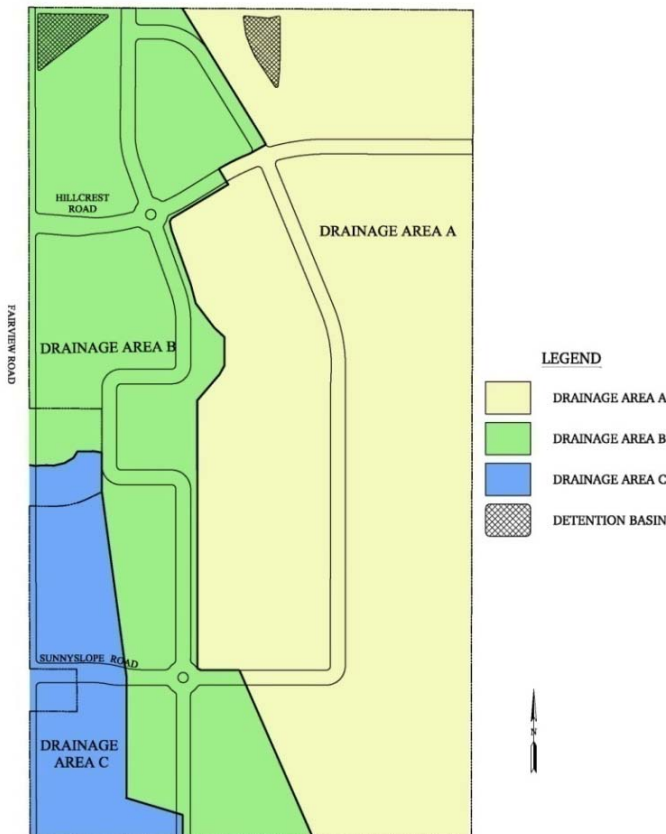 HILLCREST
ROAD
DRAINAGE AREA A
FAIRVIEW ROAD
DRAINAGE AREA B
LEGEND
DRAINAGE AREA A
DRAINAGE AREA B
DRAINAGE AREA C
DETENTION BASIN
SUNNYSLOPE ROAD
DRAINAGE
AREA C
N